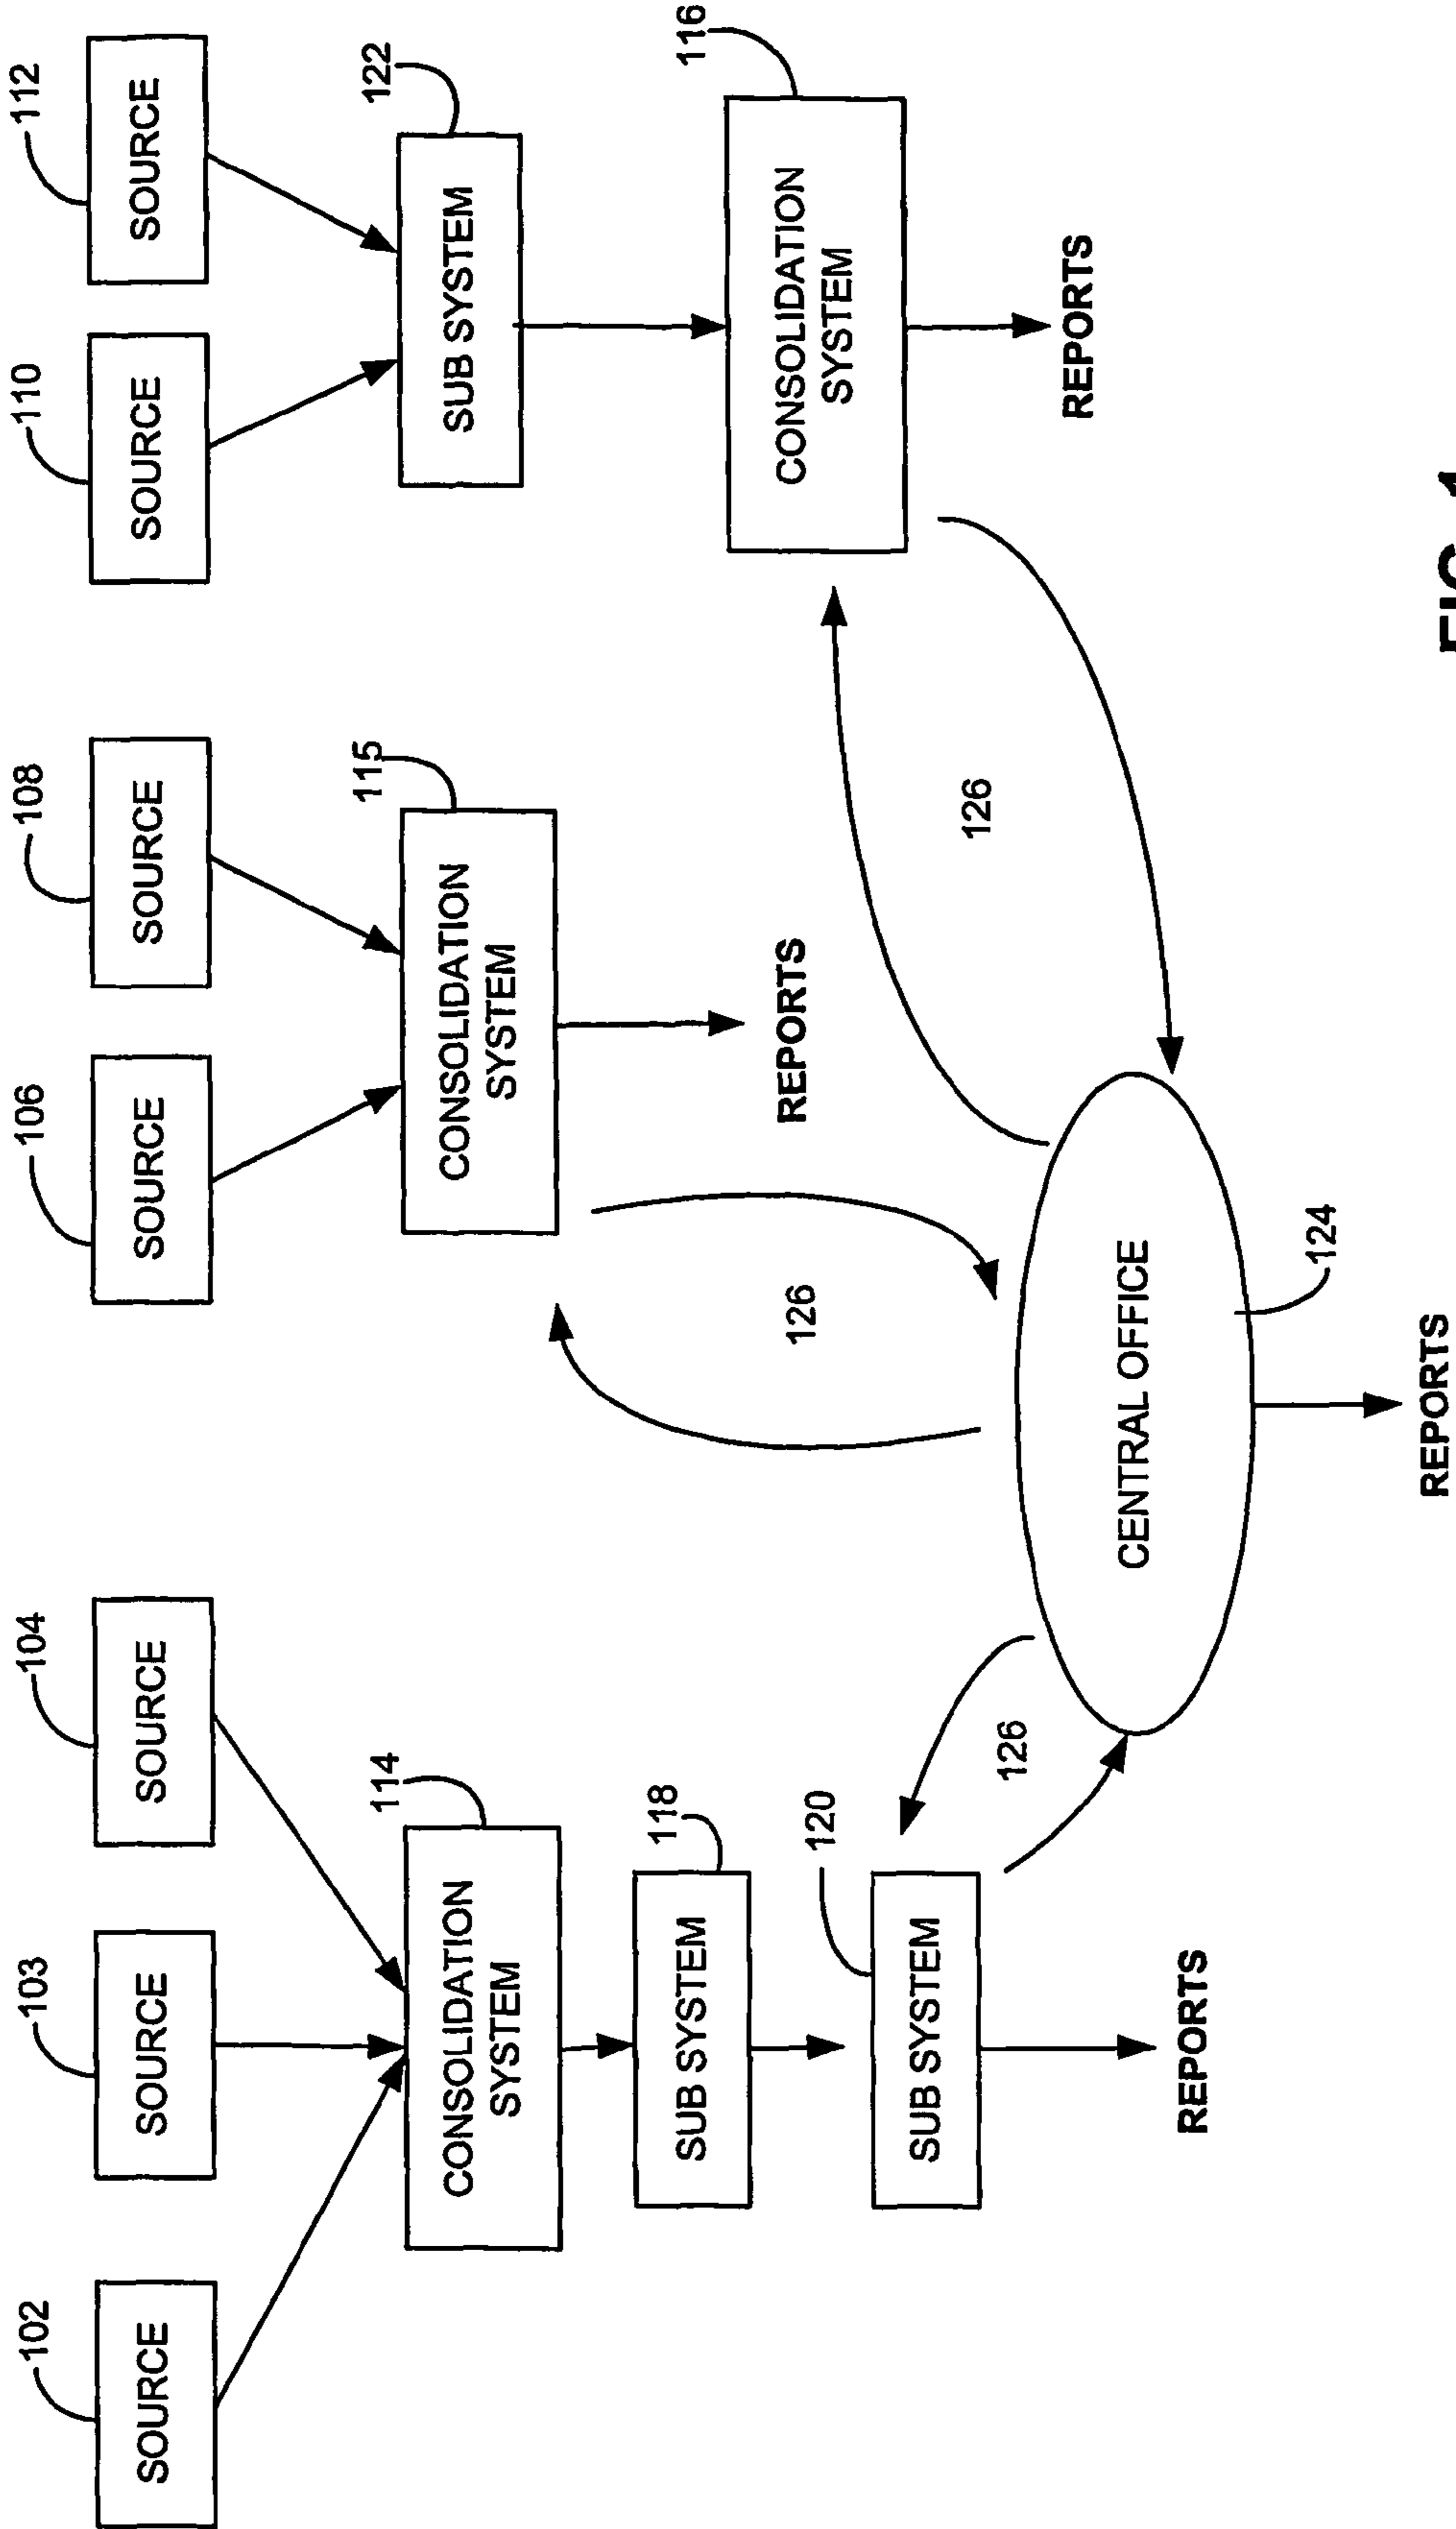 102
103
104
106
108
110
112
SOURCE
SOURCE
SOURCE
SOURCE
SOURCE
SOURCE
SOURCE
114
115
122
CONSOLIDATION
SYSTEM
CONSOLIDATION
SYSTEM
SUB SYSTEM
118
116
SUB SYSTEM
REPORTS
CONSOLIDATION
SYSTEM
120
126
126
SUB SYSTEM
126
REPORTS
REPORTS
CENTRAL OFFICE
124
REPORTS
FIG. 1